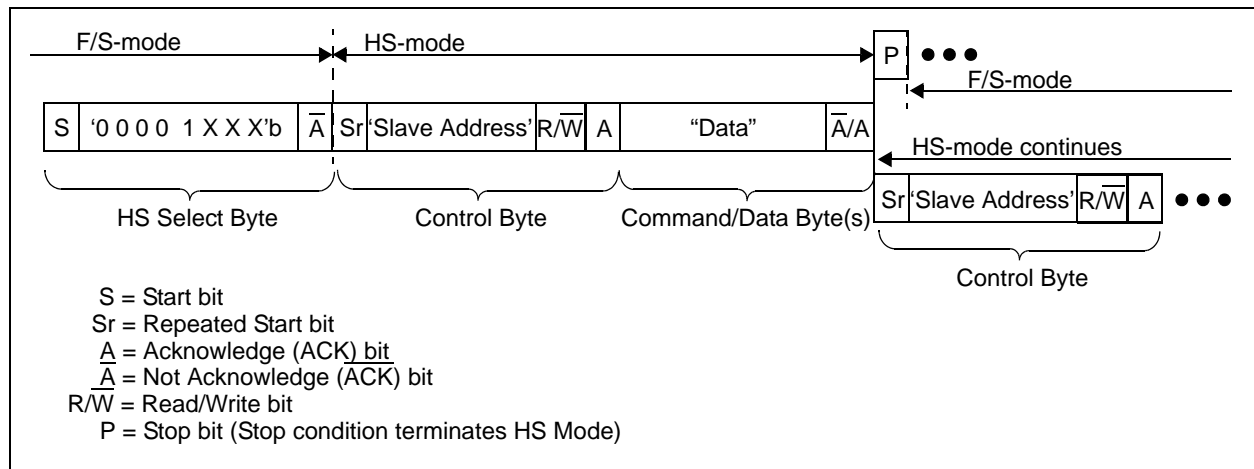 F/S-mode HS-mode P •••
F/S-mode
S '0 0 0 0 1 X X X'b A̅ Sr 'Slave Address' R/W̅ A "Data" A̅/A
HS-mode continues
Sr 'Slave Address' R/W̅ A •••
HS Select Byte Control Byte Command/Data Byte(s)
Control Byte
S = Start bit
Sr = Repeated Start bit
A = Acknowledge (ACK) bit
A̅ = Not Acknowledge (A̅C̅K̅) bit
R/W̅ = Read/Write bit
P = Stop bit (Stop condition terminates HS Mode)